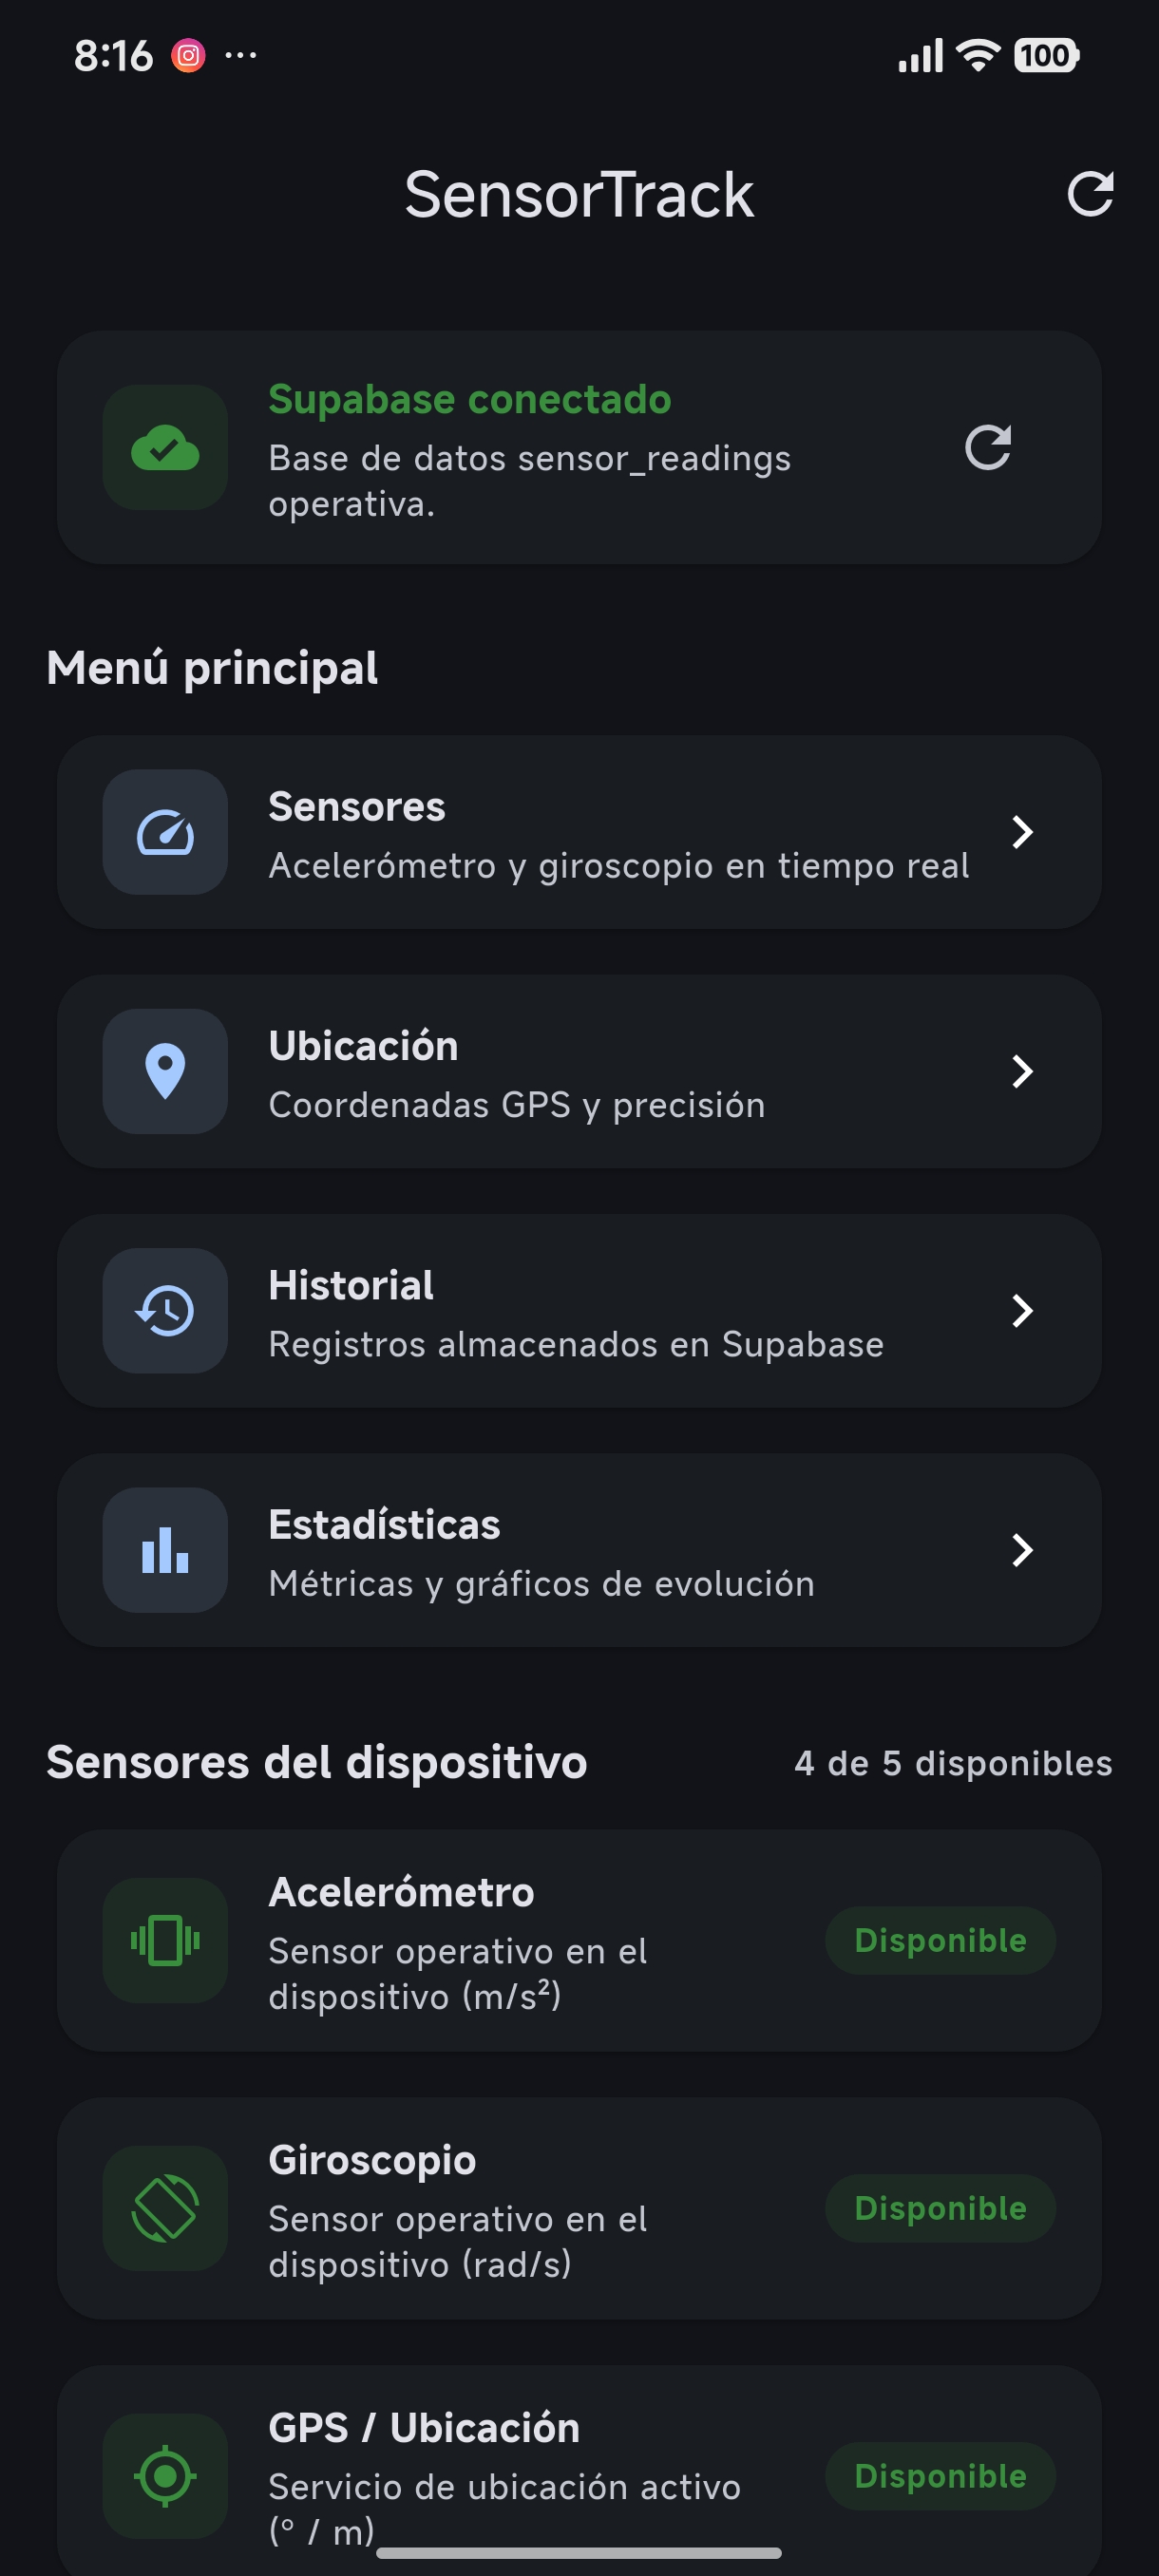 8:16
100
SensorTrack
Supabase conectado
Base de datos sensor_readings
operativa.
Menú principal
Sensores
Acelerómetro y giroscopio en tiempo real
Ubicación
Coordenadas GPS y precisión
Historial
Registros almacenados en Supabase
Estadísticas
Métricas y gráficos de evolución
Sensores del dispositivo
4 de 5 disponibles
Acelerómetro
Sensor operativo en el
dispositivo (m/s²)
Disponible
Giroscopio
Sensor operativo en el
dispositivo (rad/s)
Disponible
GPS / Ubicación
Servicio de ubicación activo
(° / m)
Disponible